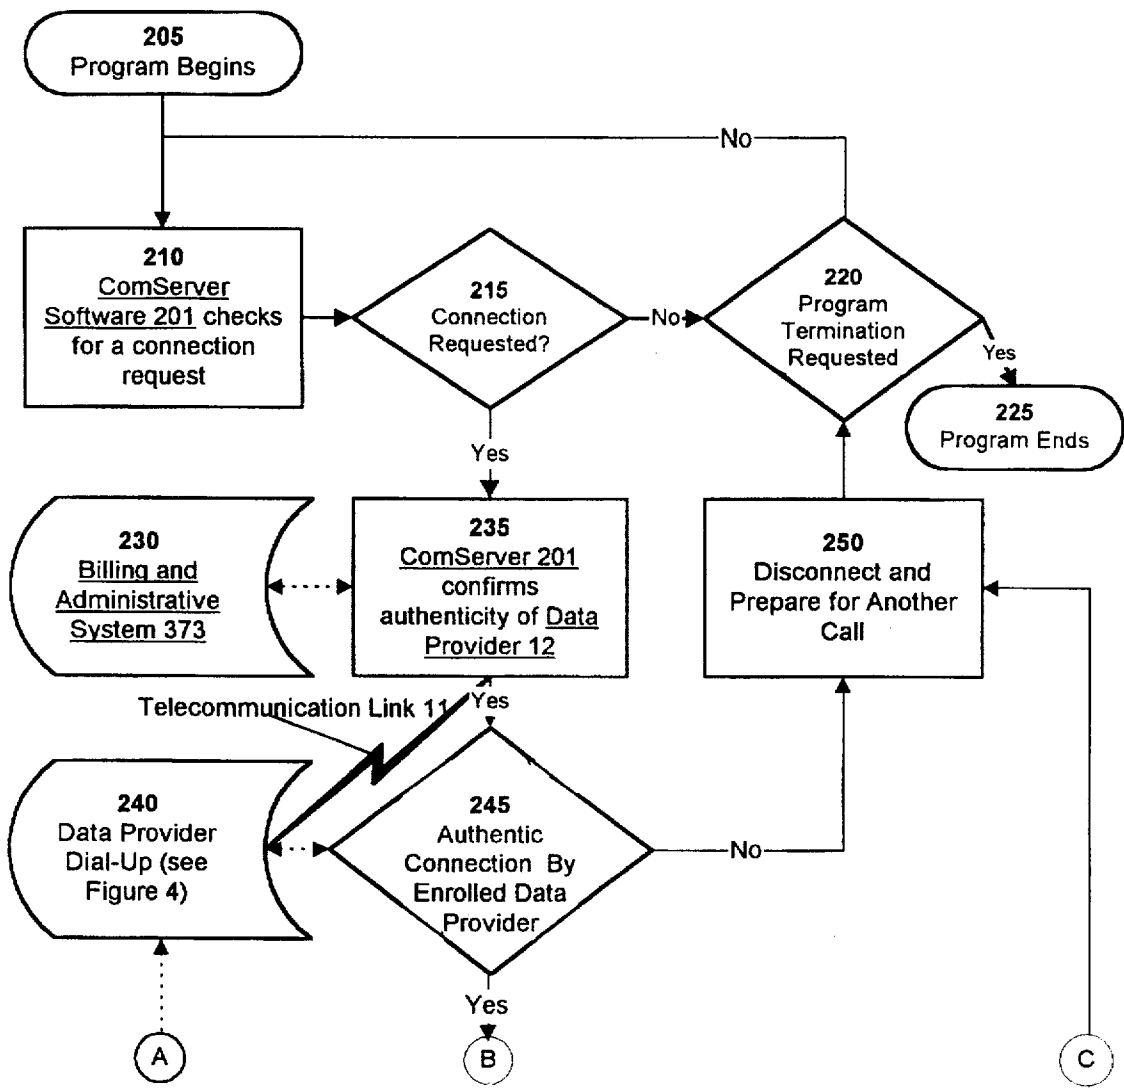 205
Program Begins
No
210
ComServer
Software 201 checks
for a connection
request
215
Connection
Requested?
No
220
Program
Termination
Requested
Yes
225
Program Ends
Yes
230
Billing and
Administrative
System 373
235
ComServer 201
confirms
authenticity of Data
Provider 12
250
Disconnect and
Prepare for Another
Call
Telecommunication Link 11
Yes
240
Data Provider
Dial-Up (see
Figure 4)
245
Authentic
Connection By
Enrolled Data
Provider
No
Yes
A
B
C